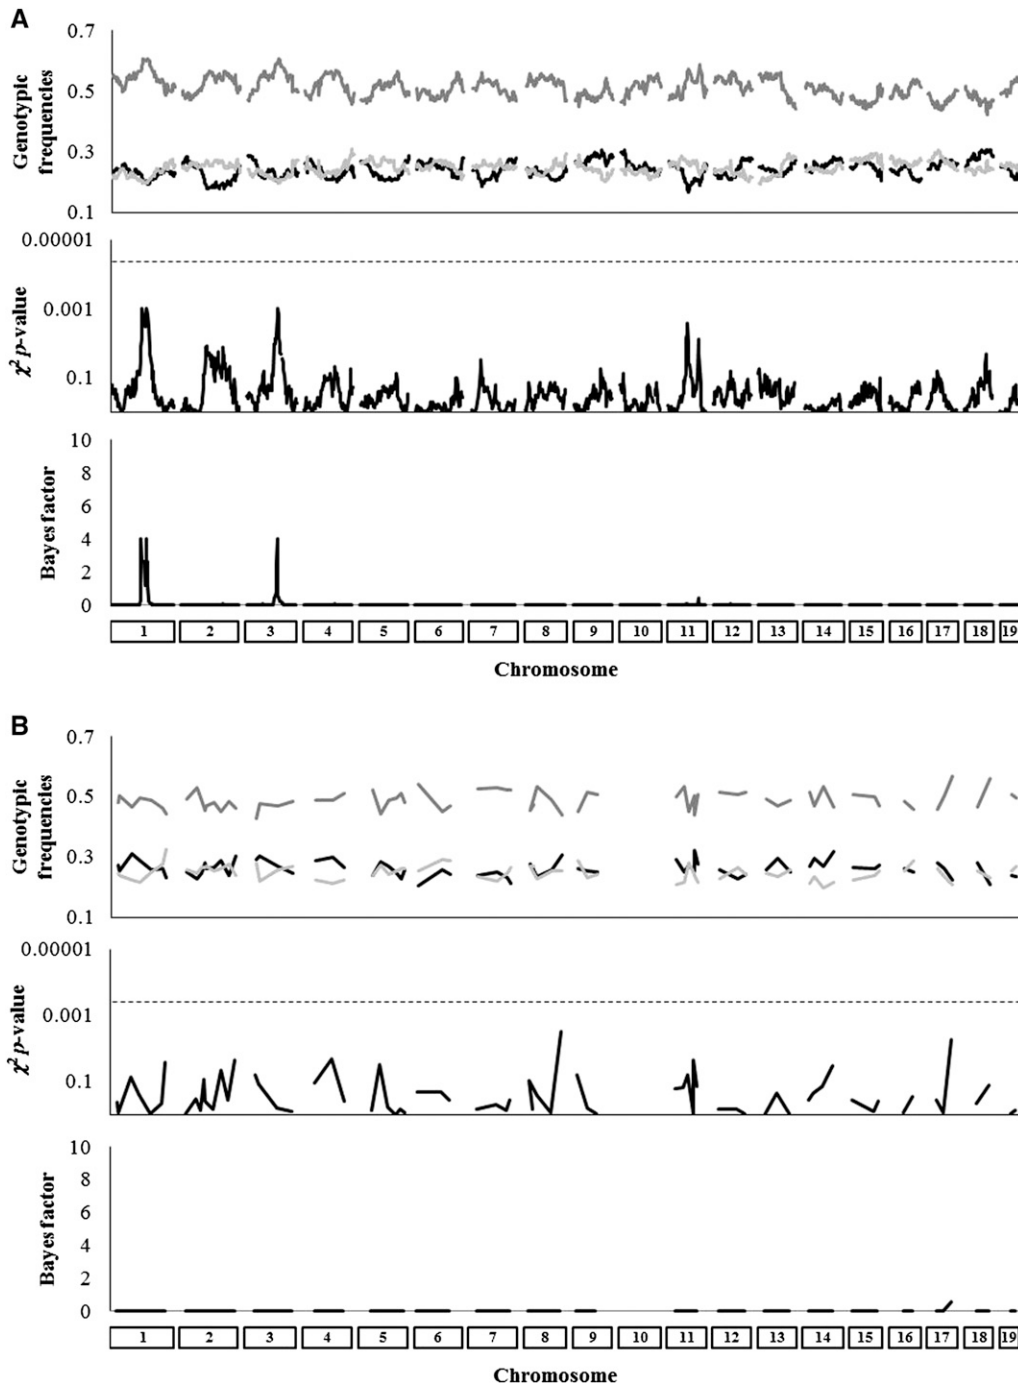 A
0.7
0.5
0.3
0.1
Genotypic
frequencies
0.00001
0.001
0.1
χ² p-value
10
8
6
4
2
0
Bayes factor
1 2 3 4 5 6 7 8 9 10 11 12 13 14 15 16 17 18 19
Chromosome
B
0.7
0.5
0.3
0.1
Genotypic
frequencies
0.00001
0.001
0.1
χ² p-value
10
8
6
4
2
0
Bayes factor
1 2 3 4 5 6 7 8 9 10 11 12 13 14 15 16 17 18 19
Chromosome